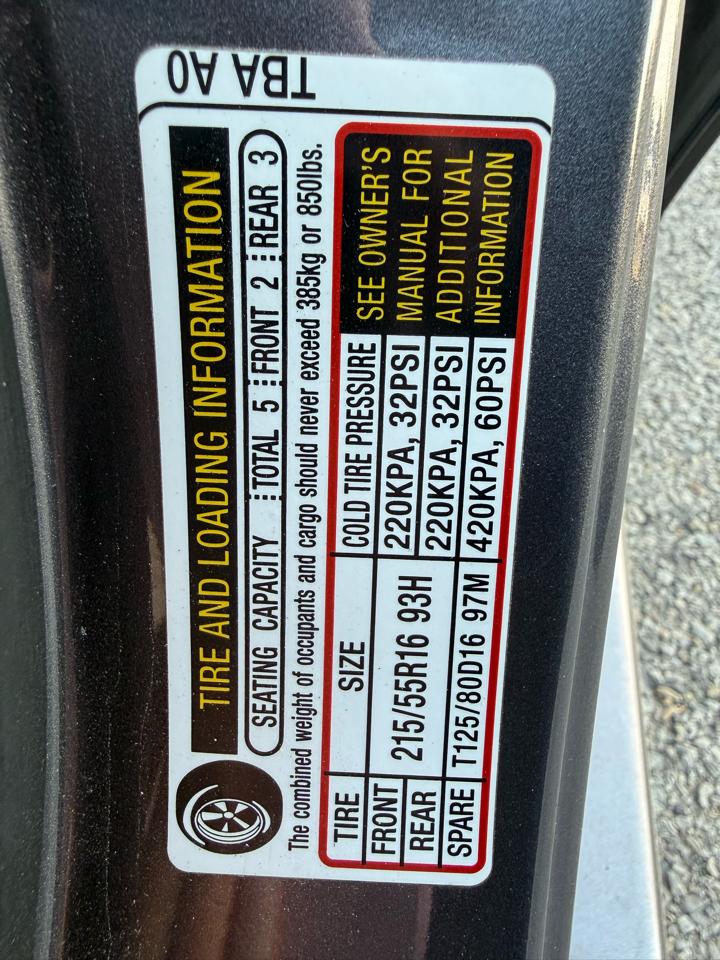 TBA A0
TIRE AND LOADING INFORMATION
SEATING CAPACITY TOTAL 5 FRONT 2 REAR 3
The combined weight of occupants and cargo should never exceed 385kg or 850lbs.
TIRE SIZE COLD TIRE PRESSURE
FRONT 215/55R16 93H 220KPA, 32PSI
REAR 220KPA, 32PSI
SPARE T125/80D16 97M 420KPA, 60PSI
SEE OWNER'S
MANUAL FOR
ADDITIONAL
INFORMATION